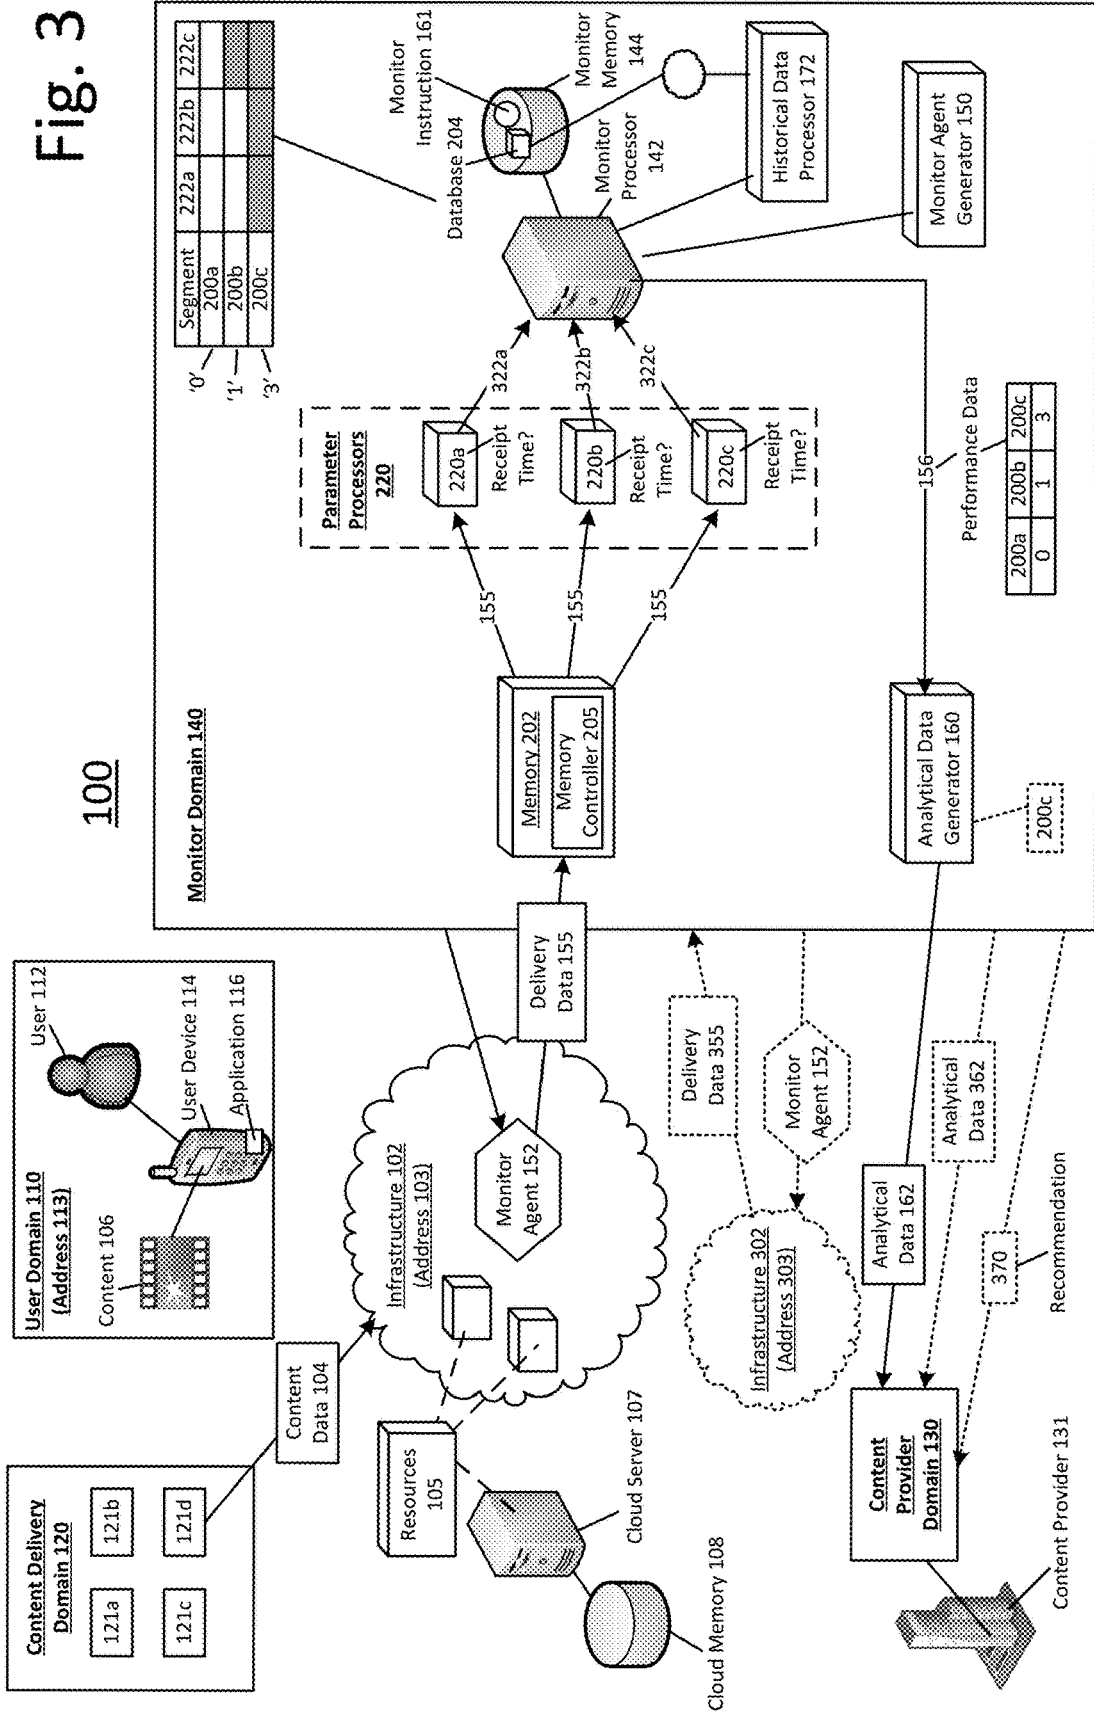 Fig. 3
100
Content Delivery
Domain 120
121a
121b
121c
121d
Content
Data 104
User Domain 110
(Address 113)
Content 106
User 112
User Device 114
Application 116
Resources
105
Cloud Server 107
Cloud Memory 108
Infrastructure 102
(Address 103)
Monitor
Agent 152
Delivery
Data 155
Infrastructure 302
(Address 303)
Delivery
Data 355
Monitor
Agent 152
Content
Provider
Domain 130
Content Provider 131
Analytical
Data 162
Analytical
Data 362
370
Recommendation
Monitor Domain 140
Memory 202
Memory
Controller 205
155
155
155
Parameter
Processors
220
220a
Receipt
Time?
220b
Receipt
Time?
220c
Receipt
Time?
322a
322b
322c
Segment
222a
222b
222c
'0'
200a
'1'
200b
'3'
200c
Database 204
Monitor
Instruction 161
Monitor
Memory
144
Monitor
Processor
142
Historical Data
Processor 172
Monitor Agent
Generator 150
156
Performance Data
200a 200b 200c
0 1 3
Analytical Data
Generator 160
200c